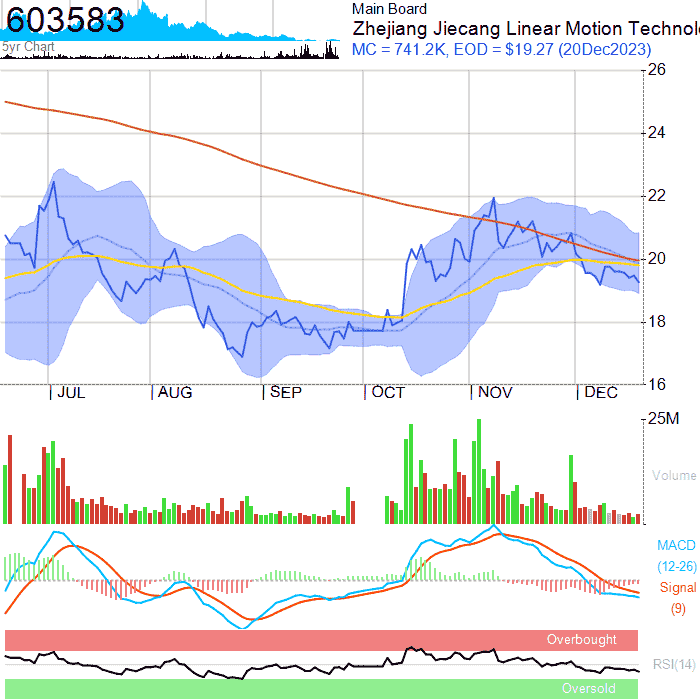 603583
Main Board
Zhejiang Jiecang Linear Motion Technolo
5yr Chart
MC = 741.2K, EOD = $19.27 (20Dec2023)
26
24
22
20
18
16
JUL AUG SEP OCT NOV DEC
25M
Volume
MACD
(12-26)
Signal
(9)
Overbought
RSI(14)
Oversold